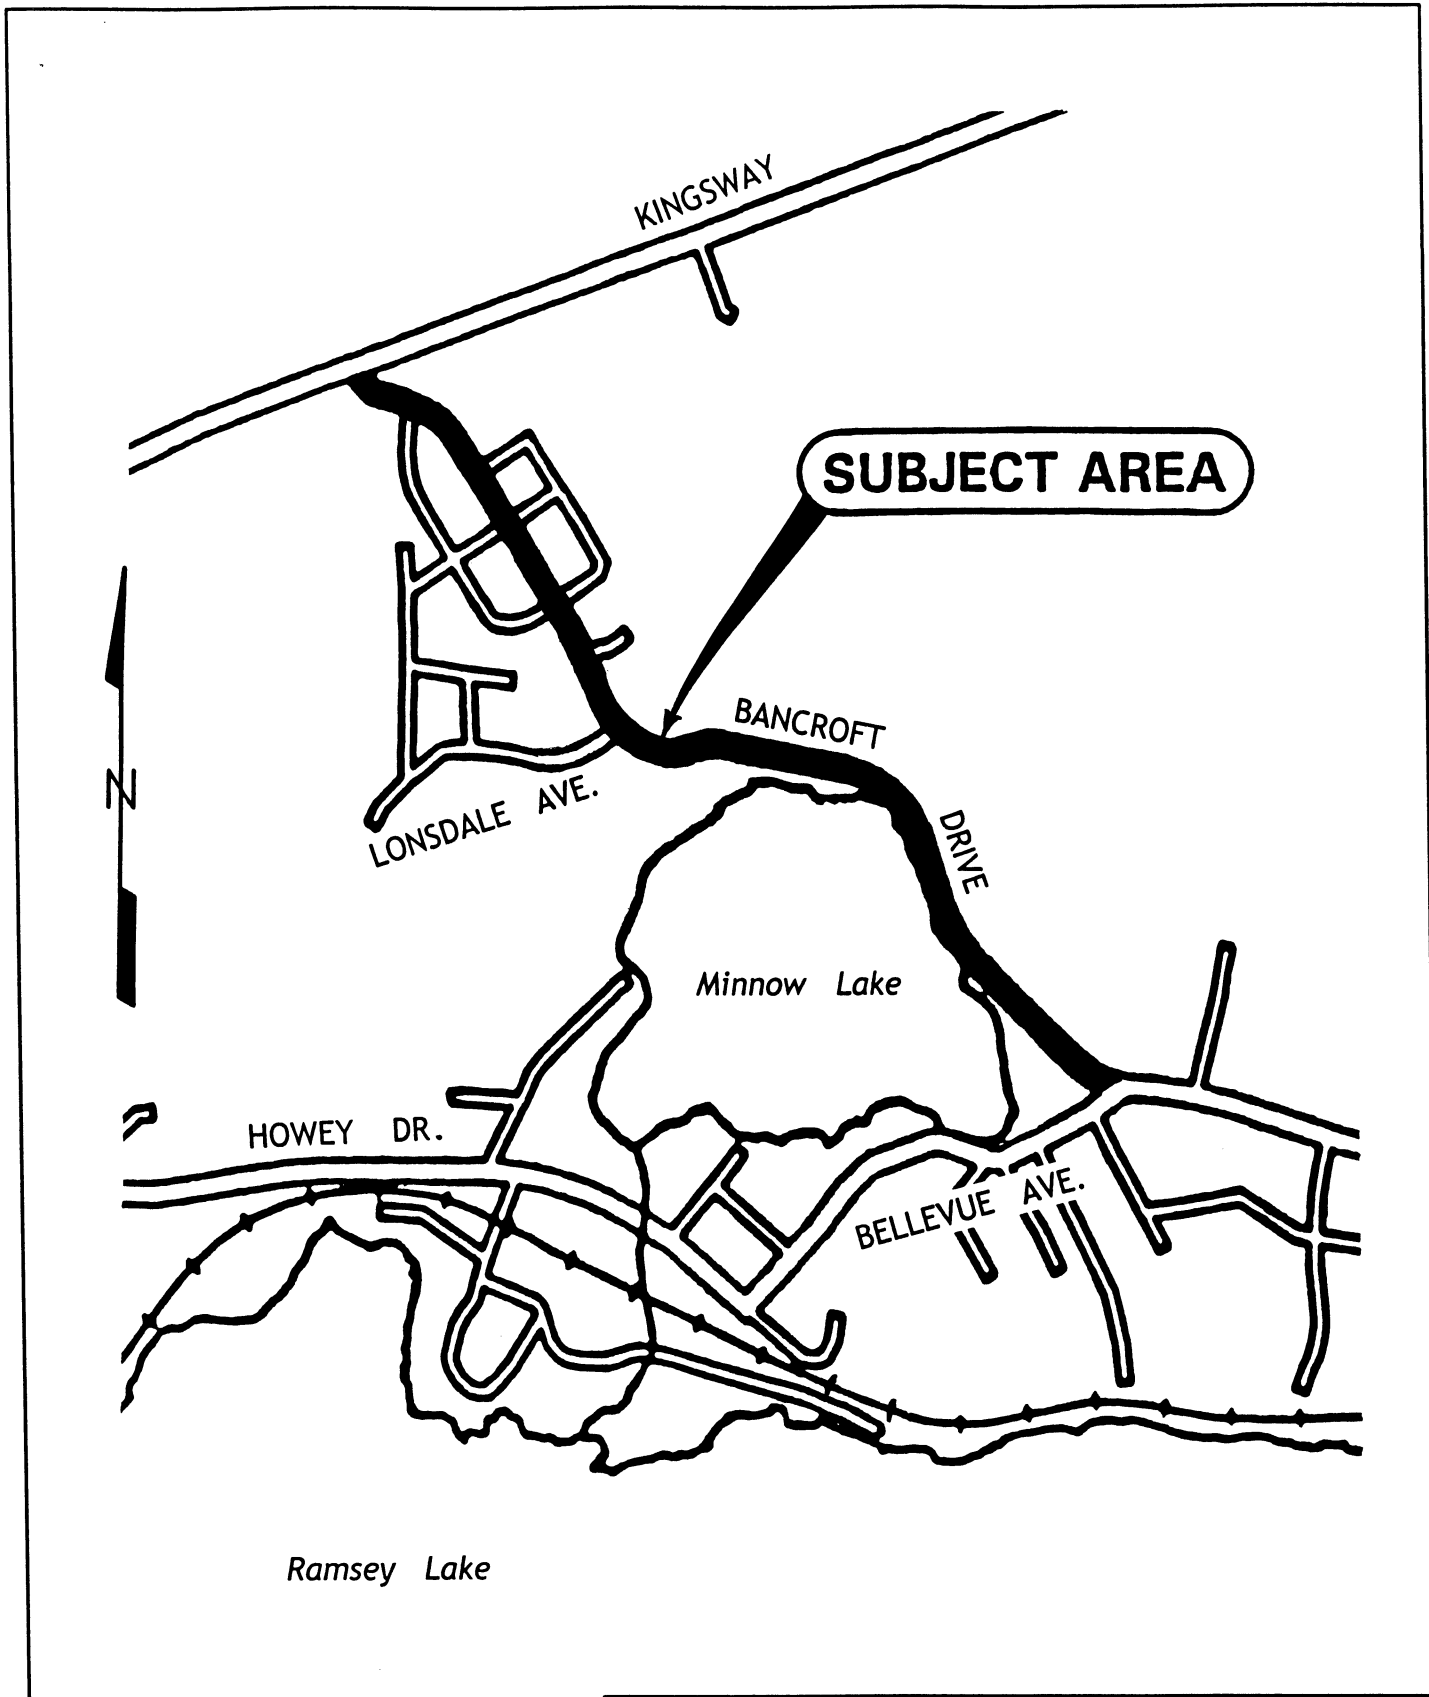 KINGSWAY
SUBJECT AREA
BANCROFT
DRIVE
LONSDALE AVE.
N
Minnow Lake
HOWEY DR.
BELLEVUE AVE.
Ramsey Lake